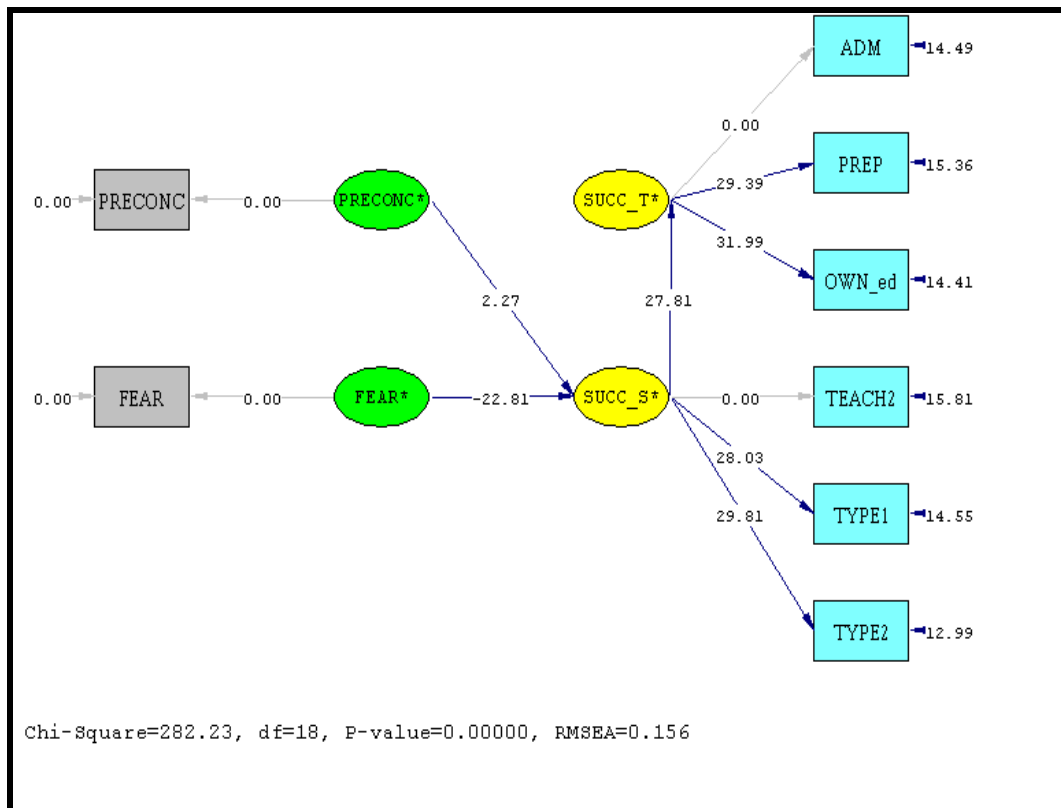 ADM
14.49
0.00
PREP
15.36
29.39
0.00
PRECONC
0.00
PRECONC*
SUCC_T*
31.99
OWN_ed
14.41
2.27
27.81
0.00
FEAR
0.00
FEAR*
-22.81
SUCC_S*
0.00
TEACH2
15.81
28.03
TYPE1
14.55
29.81
TYPE2
12.99
Chi-Square=282.23, df=18, P-value=0.00000, RMSEA=0.156